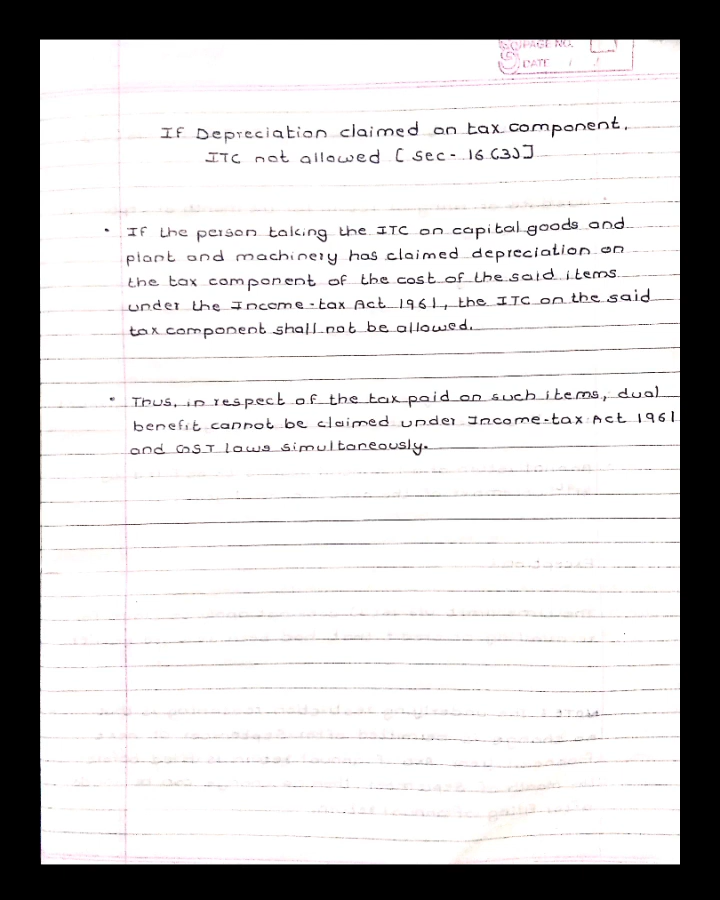 PAGE NO.
DATE / /
If Depreciation claimed on tax component,
ITC not allowed [Sec- 16(3)]
• If the person taking the ITC on capital goods and
plant and machinery has claimed depreciation on
the tax component of the cost of the said items
under the Income-tax Act 1961, the ITC on the said
tax component shall not be allowed.
• Thus, in respect of the tax paid on such items, dual
benefit cannot be claimed under Income-tax Act 1961
and GST laws simultaneously.